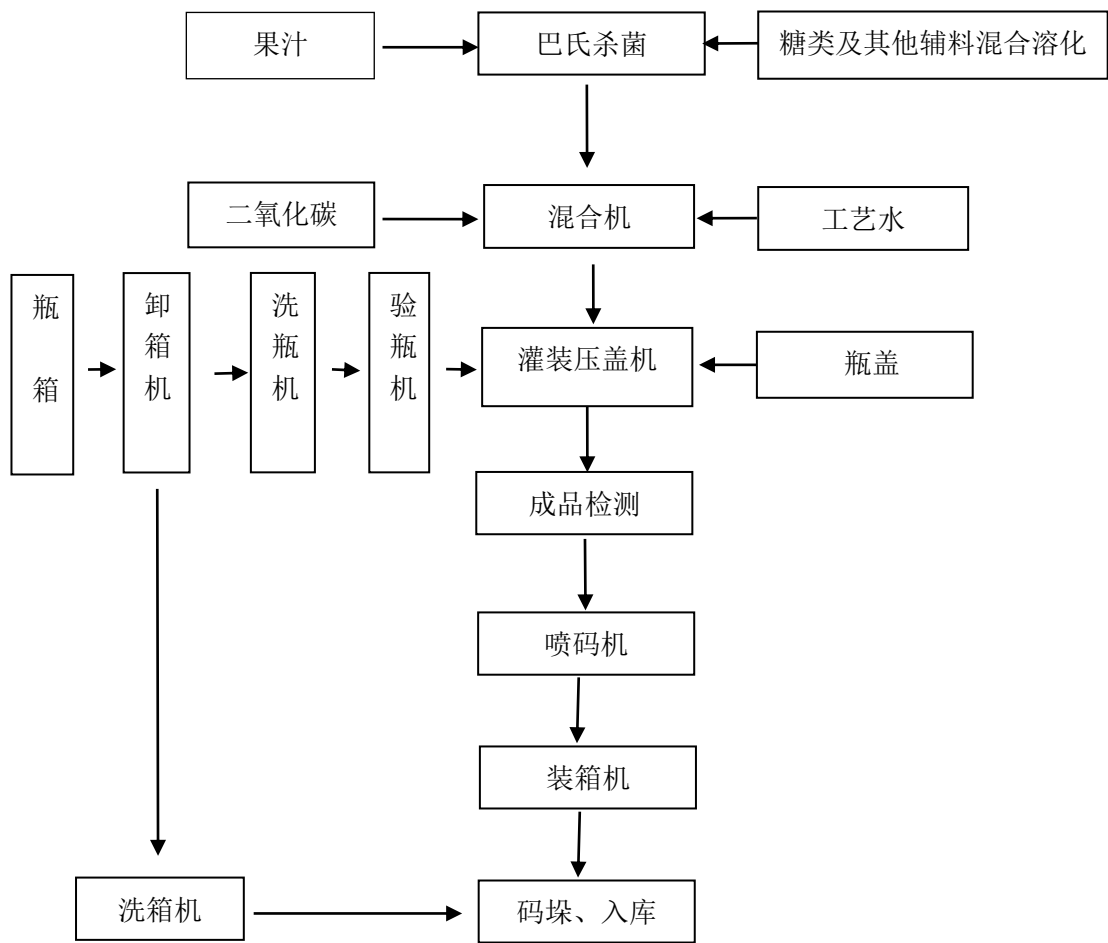 果汁
巴氏杀菌
糖类及其他辅料混合溶化
二氧化碳
混合机
工艺水
瓶箱
卸箱机
洗瓶机
验瓶机
灌装压盖机
瓶盖
成品检测
喷码机
装箱机
洗箱机
码垛、入库